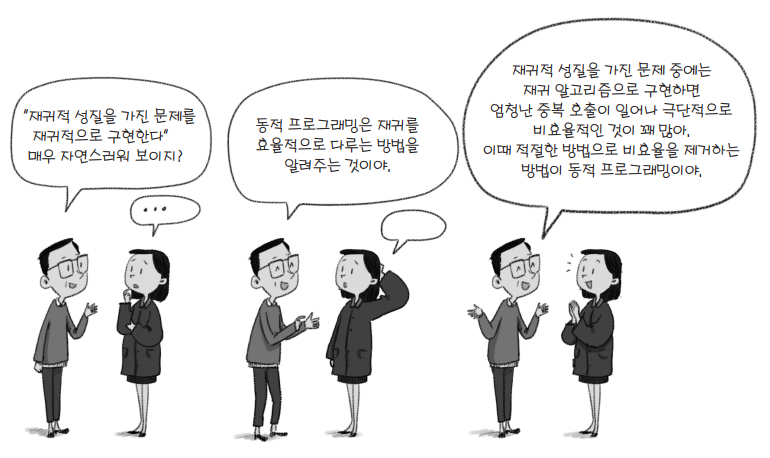 "재귀적 성질을 가진 문제를
재귀적으로 구현한다"
매우 자연스러워 보이지?
...
동적 프로그래밍은 재귀를
효율적으로 다루는 방법을
알려주는 것이야.
재귀적 성질을 가진 문제 중에는
재귀 알고리즘으로 구현하면
엄청난 중복 호출이 일어나 극단적으로
비효율적인 것이 꽤 많아.
이때 적절한 방법으로 비효율을 제거하는
방법이 동적 프로그래밍이야.